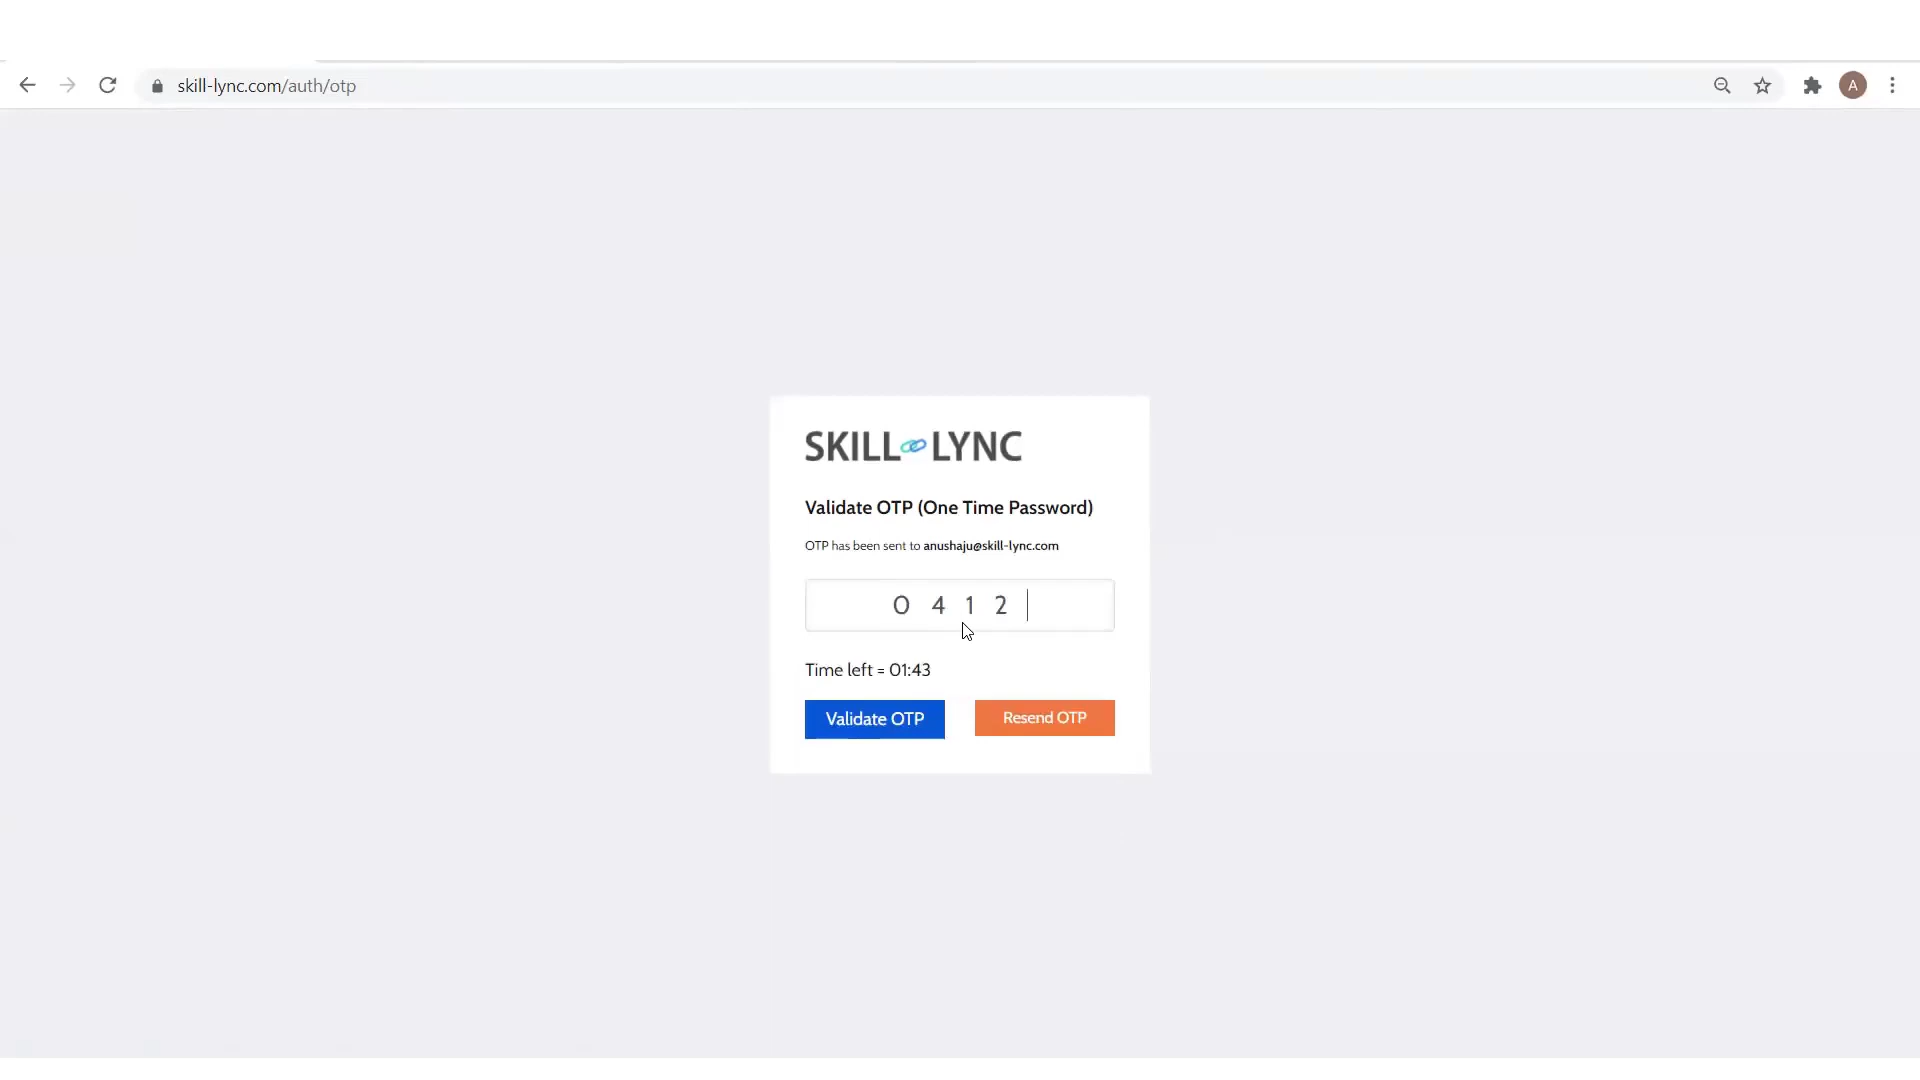 skill-lync.com/auth/otp
A
SKILL LYNC
Validate OTP (One Time Password)
OTP has been sent to anushaju@skill-lync.com
0 4 1 2
Time left = 01:43
Validate OTP
Resend OTP